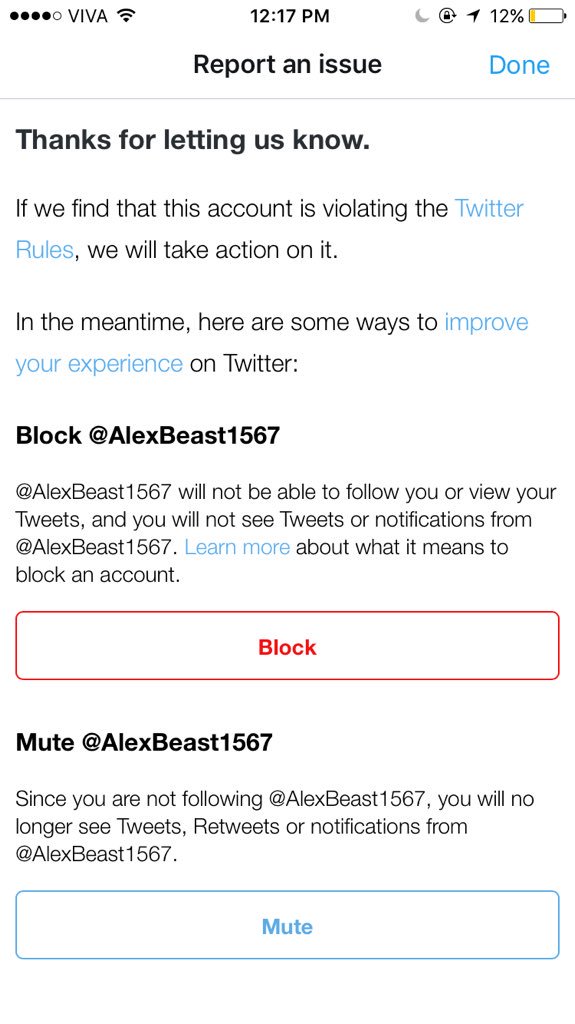 VIVA 12:17 PM 12%
Report an issue Done
Thanks for letting us know.
If we find that this account is violating the Twitter
Rules, we will take action on it.
In the meantime, here are some ways to improve
your experience on Twitter:
Block @AlexBeast1567
@AlexBeast1567 will not be able to follow you or view your
Tweets, and you will not see Tweets or notifications from
@AlexBeast1567. Learn more about what it means to
block an account.
Block
Mute @AlexBeast1567
Since you are not following @AlexBeast1567, you will no
longer see Tweets, Retweets or notifications from
@AlexBeast1567.
Mute